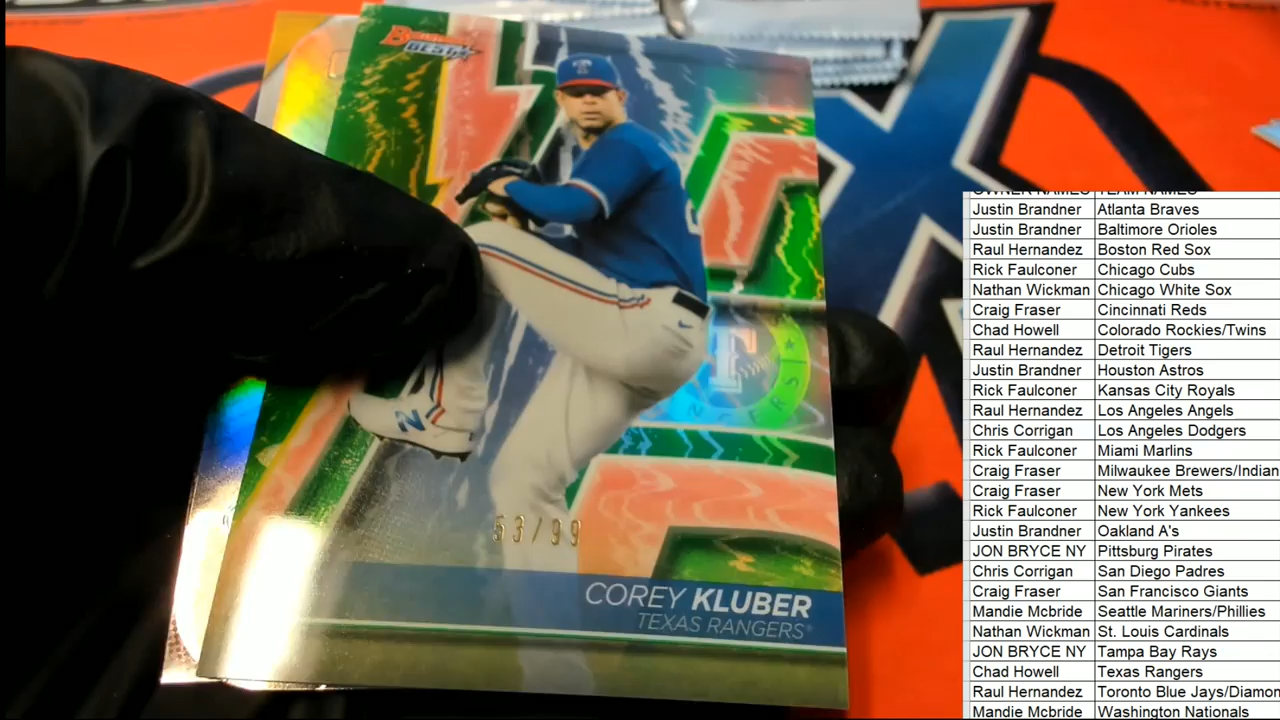 Bowman's
BEST
53/99
COREY KLUBER
TEXAS RANGERS
OWNER NAMES TEAM NAMES
Justin Brandner Atlanta Braves
Justin Brandner Baltimore Orioles
Raul Hernandez Boston Red Sox
Rick Faulconer Chicago Cubs
Nathan Wickman Chicago White Sox
Craig Fraser Cincinnati Reds
Chad Howell Colorado Rockies/Twins
Raul Hernandez Detroit Tigers
Justin Brandner Houston Astros
Rick Faulconer Kansas City Royals
Raul Hernandez Los Angeles Angels
Chris Corrigan Los Angeles Dodgers
Rick Faulconer Miami Marlins
Craig Fraser Milwaukee Brewers/Indian
Craig Fraser New York Mets
Rick Faulconer New York Yankees
Justin Brandner Oakland A's
JON BRYCE NY Pittsburg Pirates
Chris Corrigan San Diego Padres
Craig Fraser San Francisco Giants
Mandie Mcbride Seattle Mariners/Phillies
Nathan Wickman St. Louis Cardinals
JON BRYCE NY Tampa Bay Rays
Chad Howell Texas Rangers
Raul Hernandez Toronto Blue Jays/Diamon
Mandie Mcbride Washington Nationals